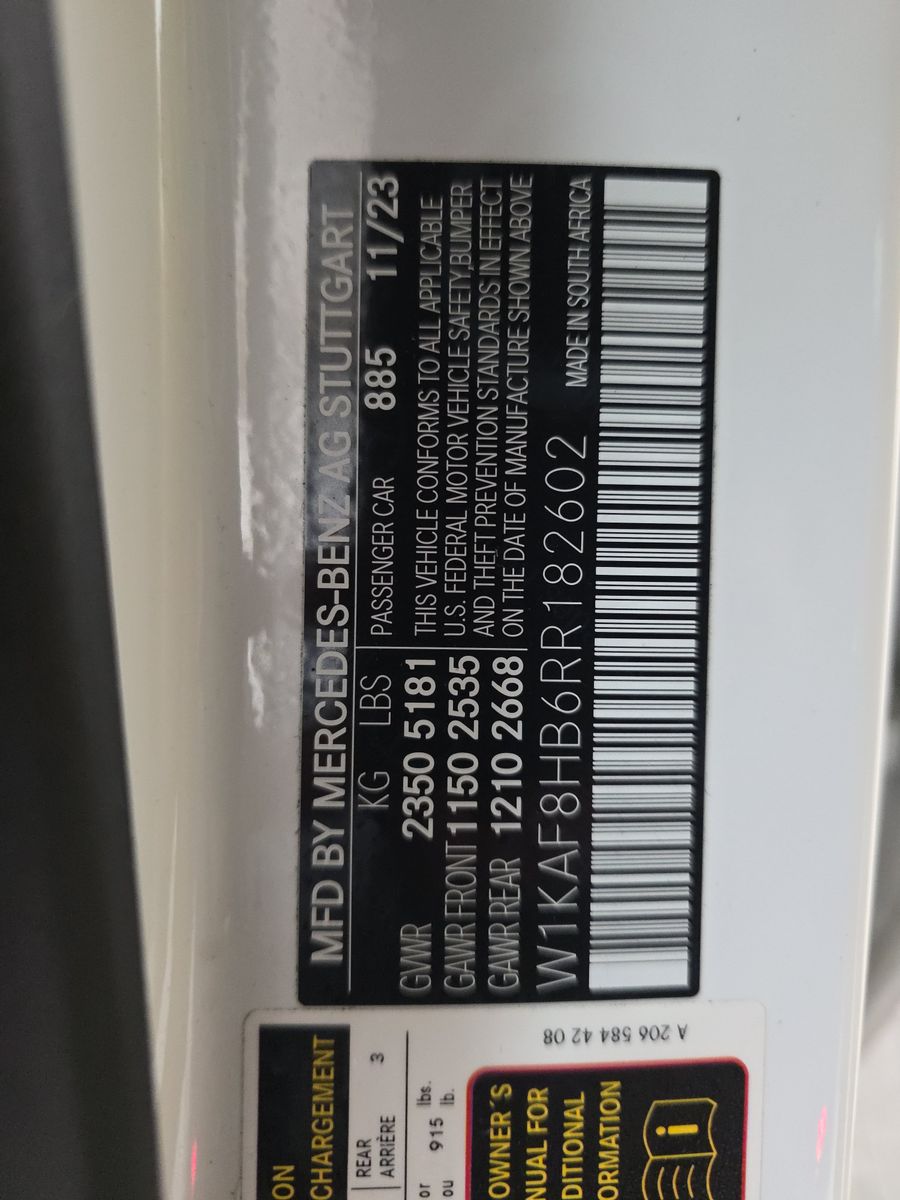 MFD BY MERCEDES-BENZ AG STUTTGART
KG LBS PASSENGER CAR 885 11/23
GWWR 2350 5181
GAWR FRONT 1150 2535
GAWR REAR 1210 2668
THIS VEHICLE CONFORMS TO ALL APPLICABLE
U.S. FEDERAL MOTOR VEHICLE SAFETY,BUMPER
AND THEFT PREVENTION STANDARDS IN EFFECT
ON THE DATE OF MANUFACTURE SHOWN ABOVE
W1KAF8HB6RR182602 MADE IN SOUTH AFRICA
ON
CHARGEMENT
REAR 3
ARRIÈRE
or 915 lbs.
ou lb.
A 206 584 42 08
OWNER´S
NUAL FOR
DITIONAL
ORMATION
i